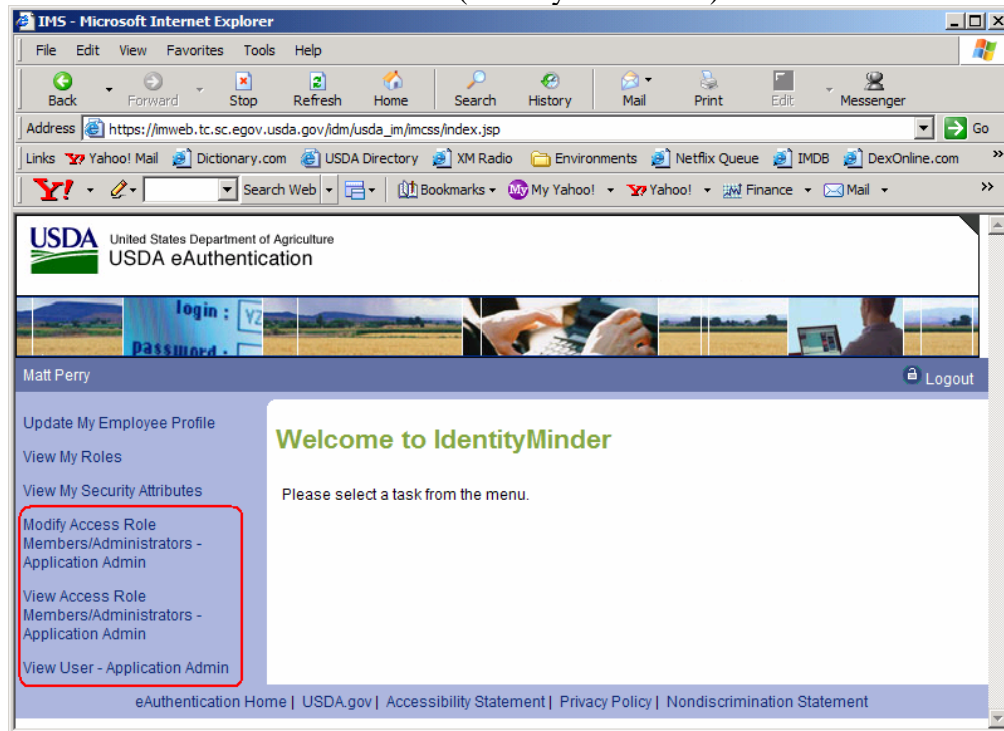 IMS - Microsoft Internet Explorer
File Edit View Favorites Tools Help
Back Forward Stop Refresh Home Search History Mail Print Edit Messenger
Address https://imweb.tc.sc.egov.usda.gov/idm/usda_im/imcss/index.jsp Go
Links Yahoo! Mail Dictionary.com USDA Directory XM Radio Environments Netflix Queue IMDB DexOnline.com »
Y! Search Web Bookmarks My Yahoo! Yahoo! Finance Mail »
USDA United States Department of Agriculture
USDA eAuthentication
login :
password :
Matt Perry Logout
Update My Employee Profile
View My Roles
View My Security Attributes
Modify Access Role
Members/Administrators -
Application Admin
View Access Role
Members/Administrators -
Application Admin
View User - Application Admin
Welcome to IdentityMinder
Please select a task from the menu.
eAuthentication Home | USDA.gov | Accessibility Statement | Privacy Policy | Nondiscrimination Statement